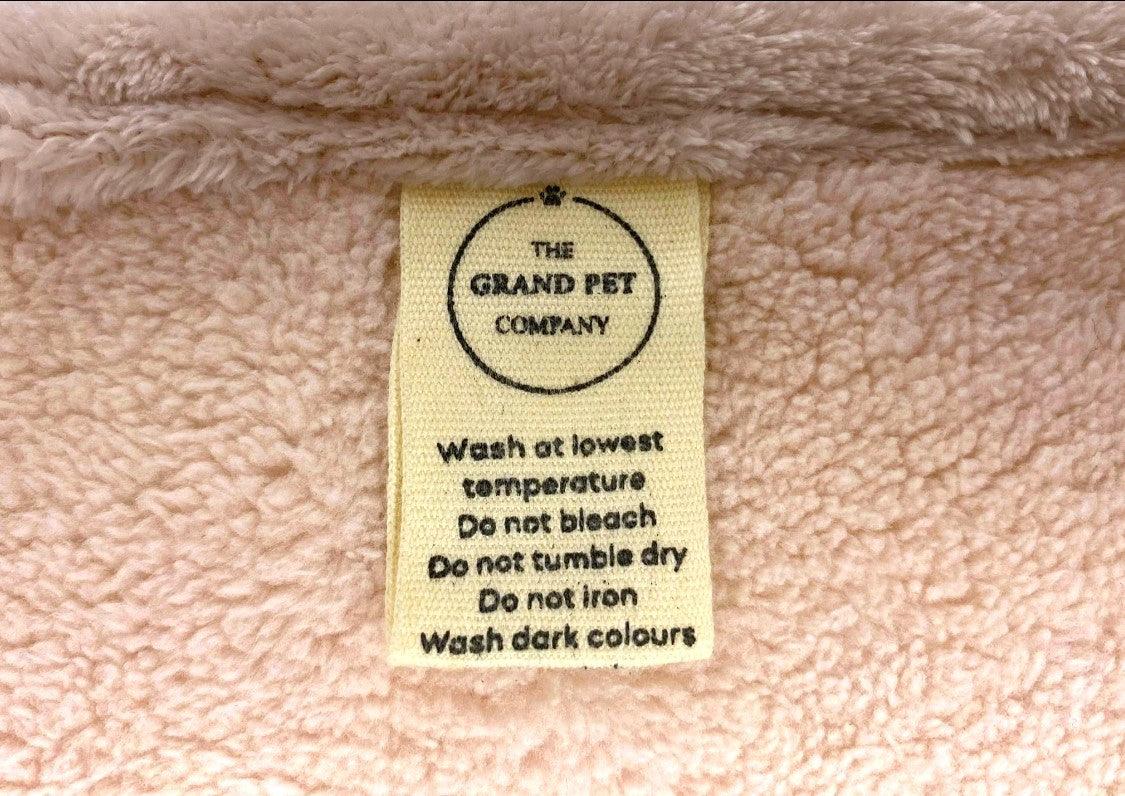 THE
GRAND PET
COMPANY
Wash at lowest
temperature
Do not bleach
Do not tumble dry
Do not iron
Wash dark colours